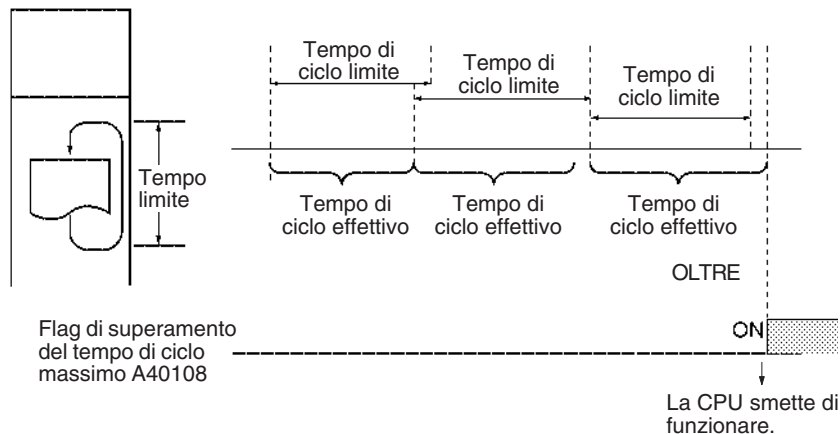 Tempo di
ciclo limite
Tempo di
ciclo limite
Tempo di
ciclo limite
Tempo
limite
Tempo di
ciclo effettivo
Tempo di
ciclo effettivo
Tempo di
ciclo effettivo
OLTRE
Flag di superamento
del tempo di ciclo
massimo A40108
ON
La CPU smette di
funzionare.